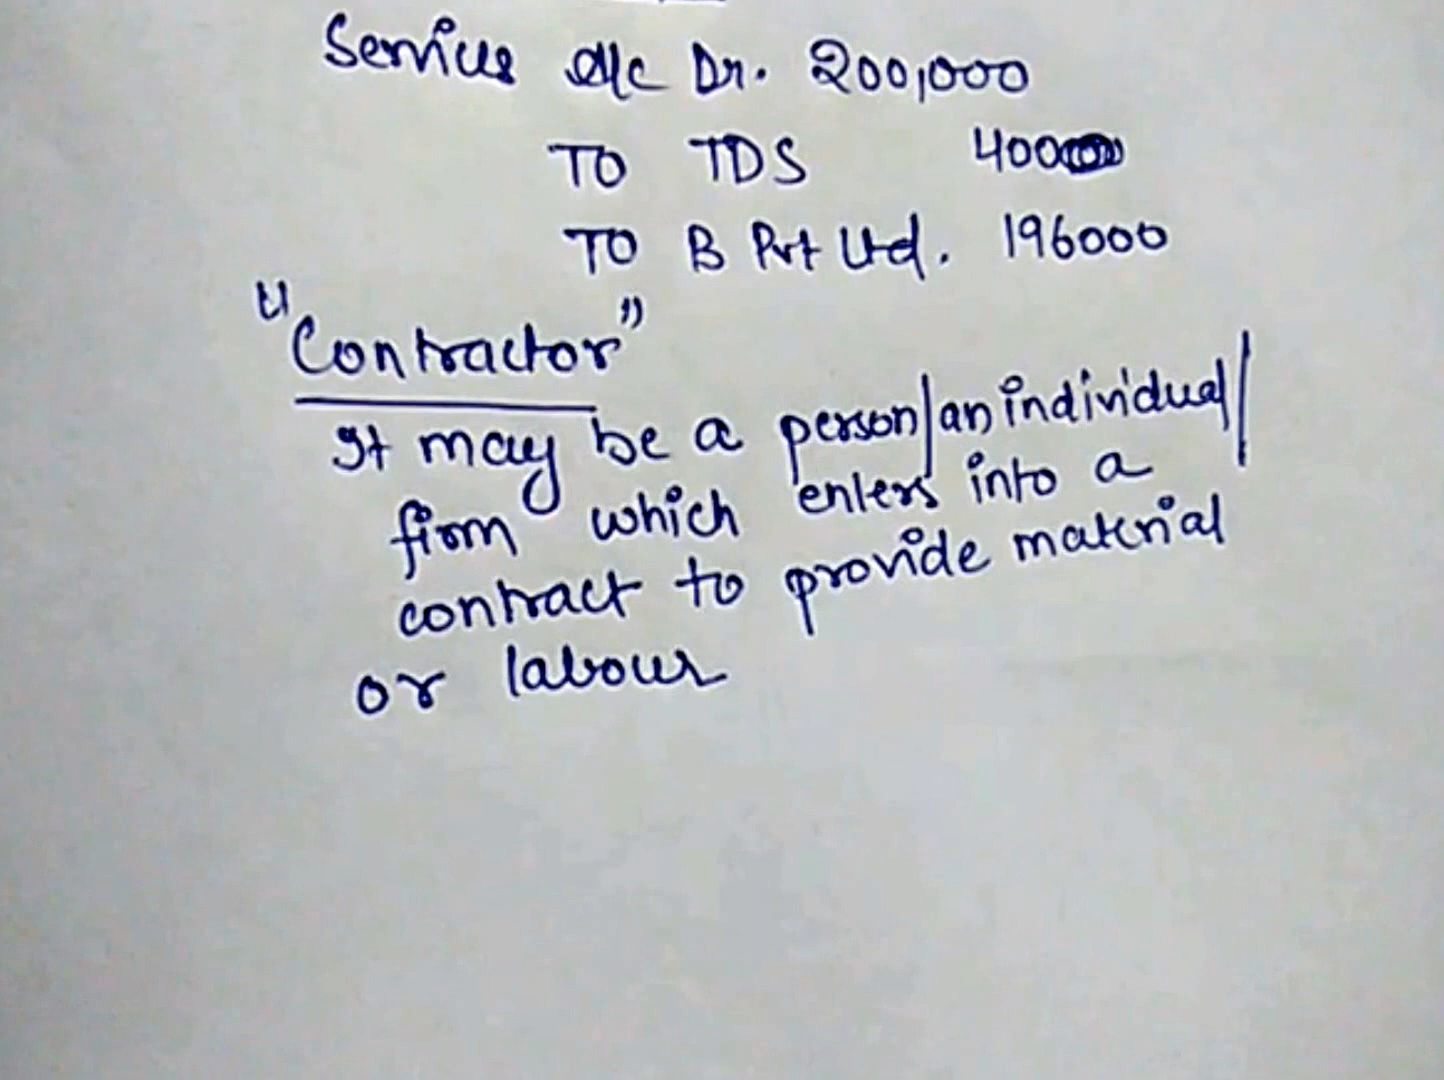 Services A/c Dr. 200,000
TO TDS 4000
TO B Pvt Ltd. 196000
"Contractor"
It may be a person/an individual/
firm which enters into a
contract to provide material
or labour